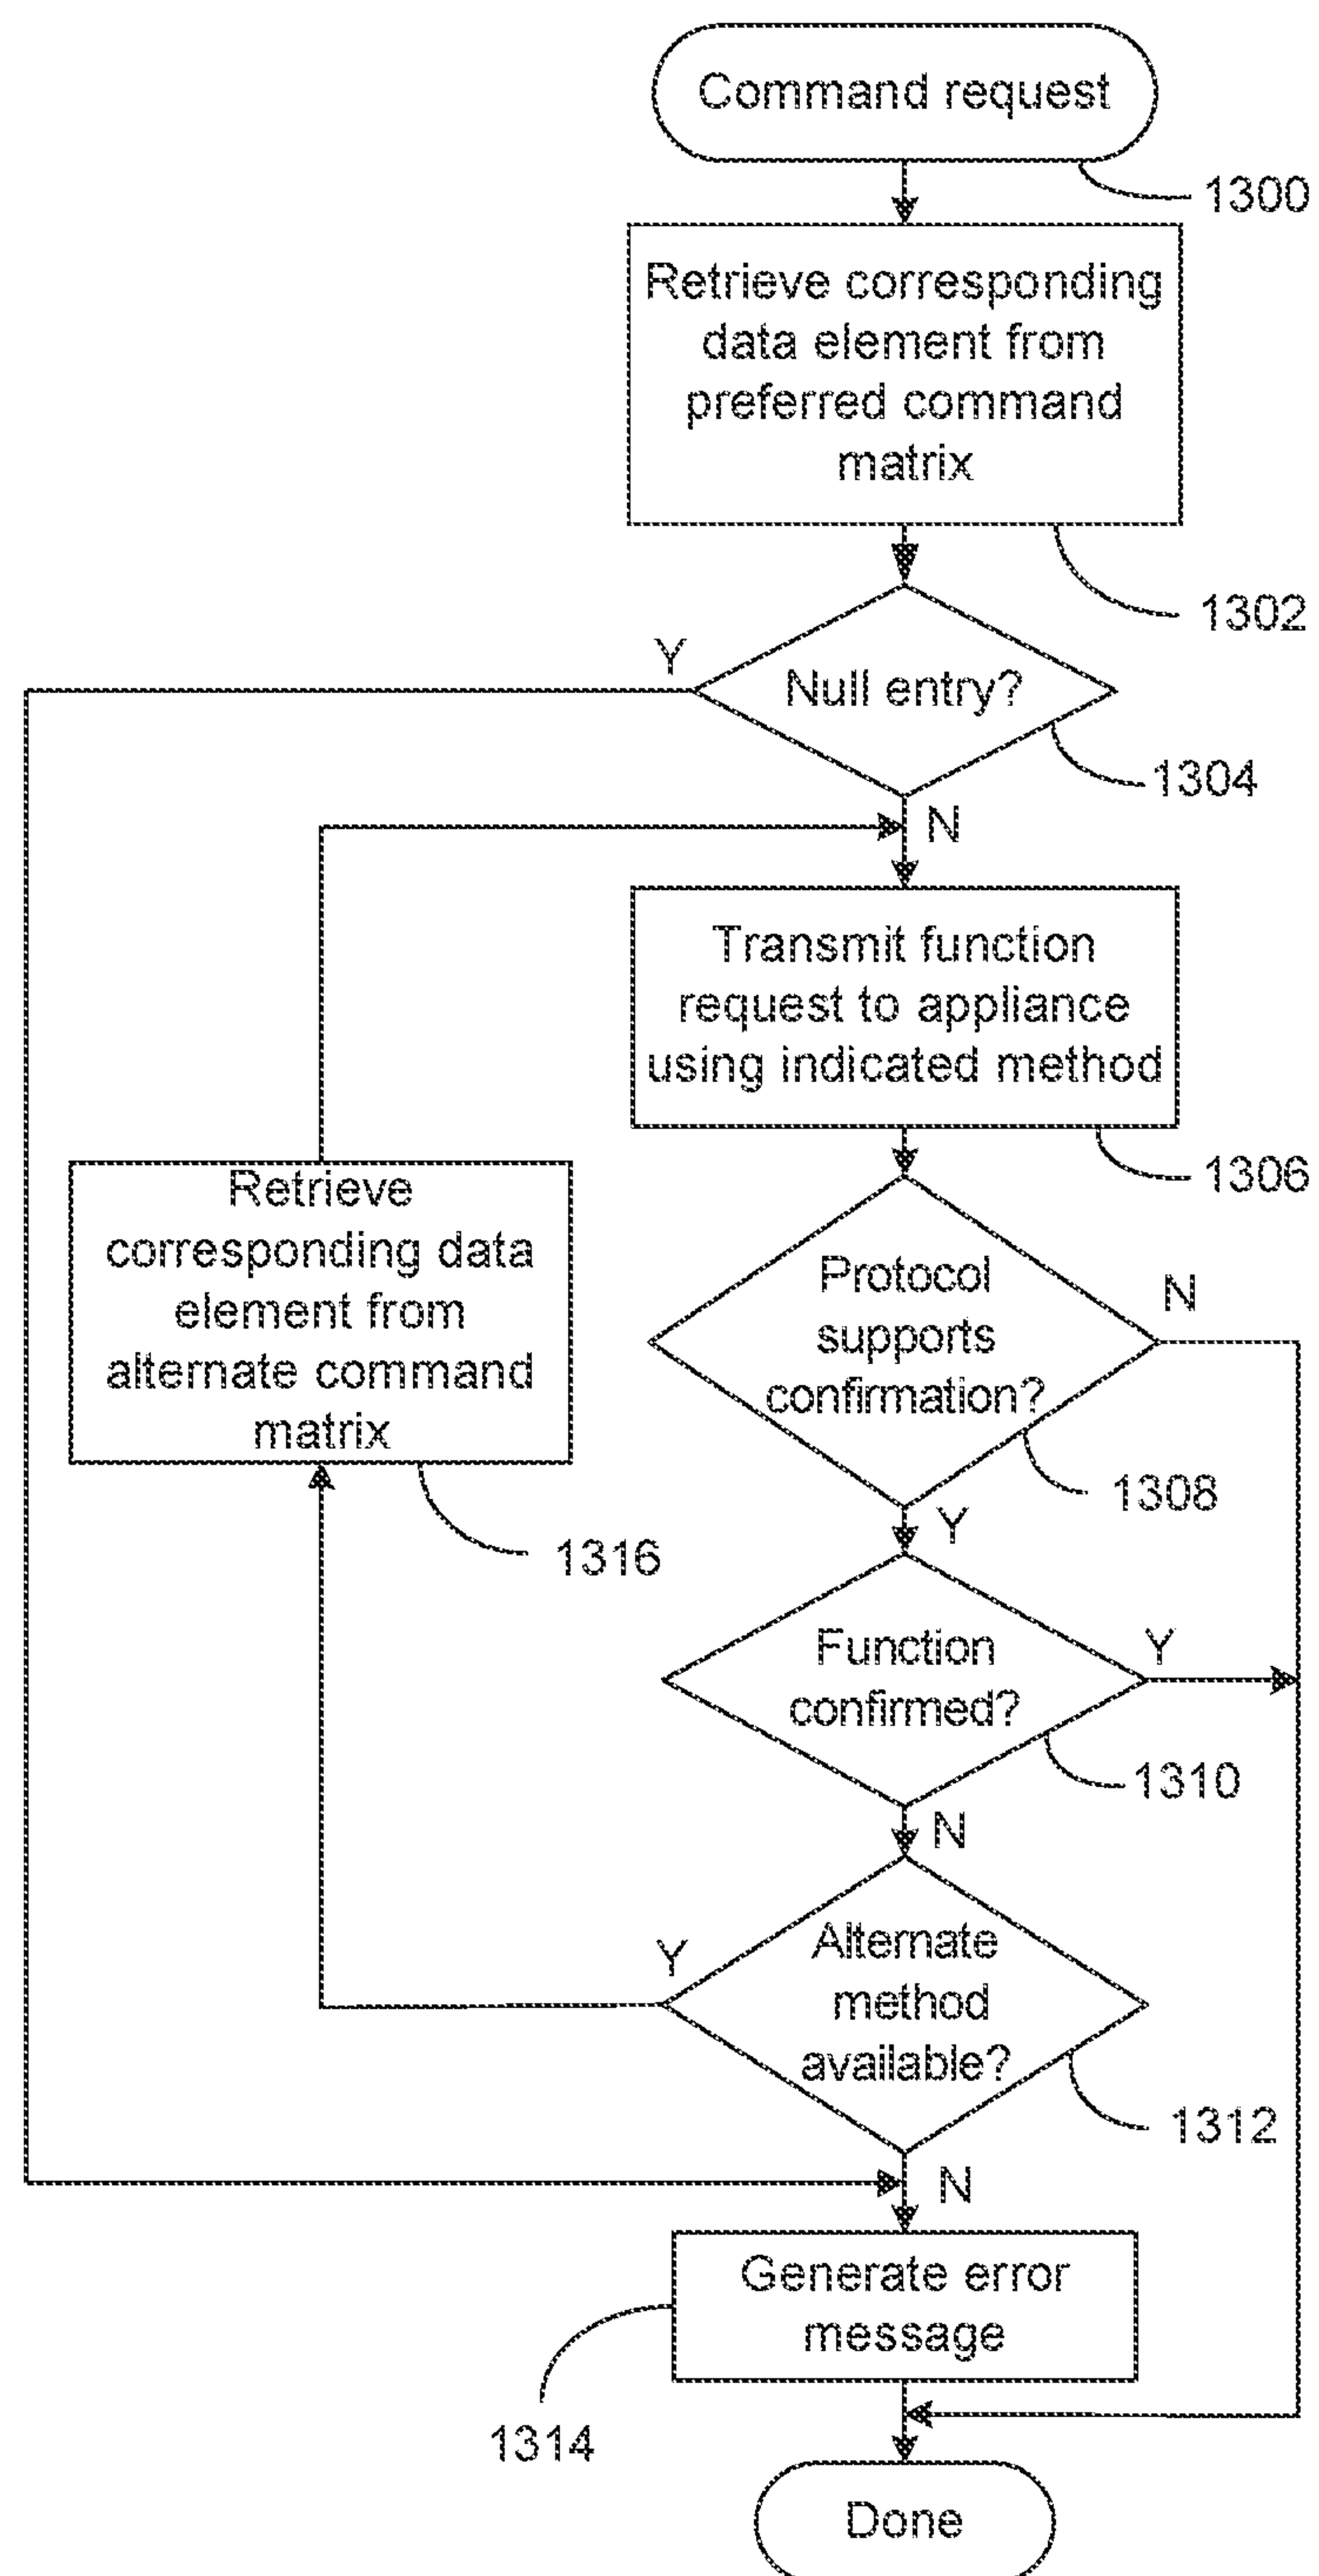 Command request
1300
Retrieve corresponding
data element from
preferred command
matrix
1302
Y
Null entry?
1304
N
Transmit function
request to appliance
using indicated method
1306
Retrieve
corresponding data
element from
alternate command
matrix
1316
Protocol
supports
confirmation?
N
1308
Y
Function
confirmed?
Y
1310
N
Alternate
method
available?
Y
1312
N
Generate error
message
1314
Done